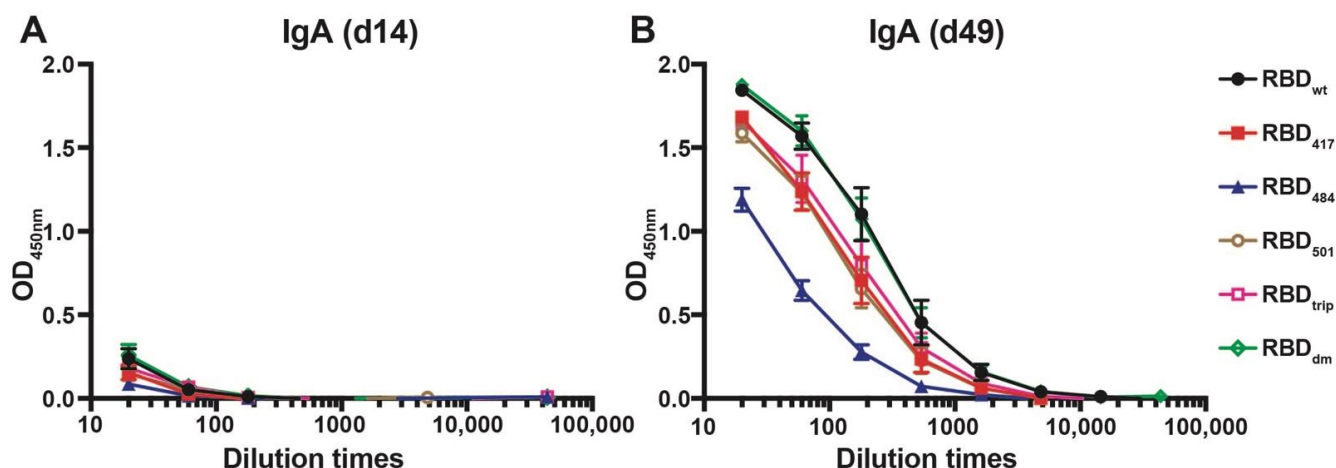 A
IgA (d14)
B
IgA (d49)
OD450nm
2.0
1.5
1.0
0.5
0.0
10
100
1000
10,000
100,000
Dilution times
OD450nm
2.0
1.5
1.0
0.5
0.0
10
100
1000
10,000
100,000
Dilution times
RBDwt
RBD417
RBD484
RBD501
RBDtrip
RBDdm